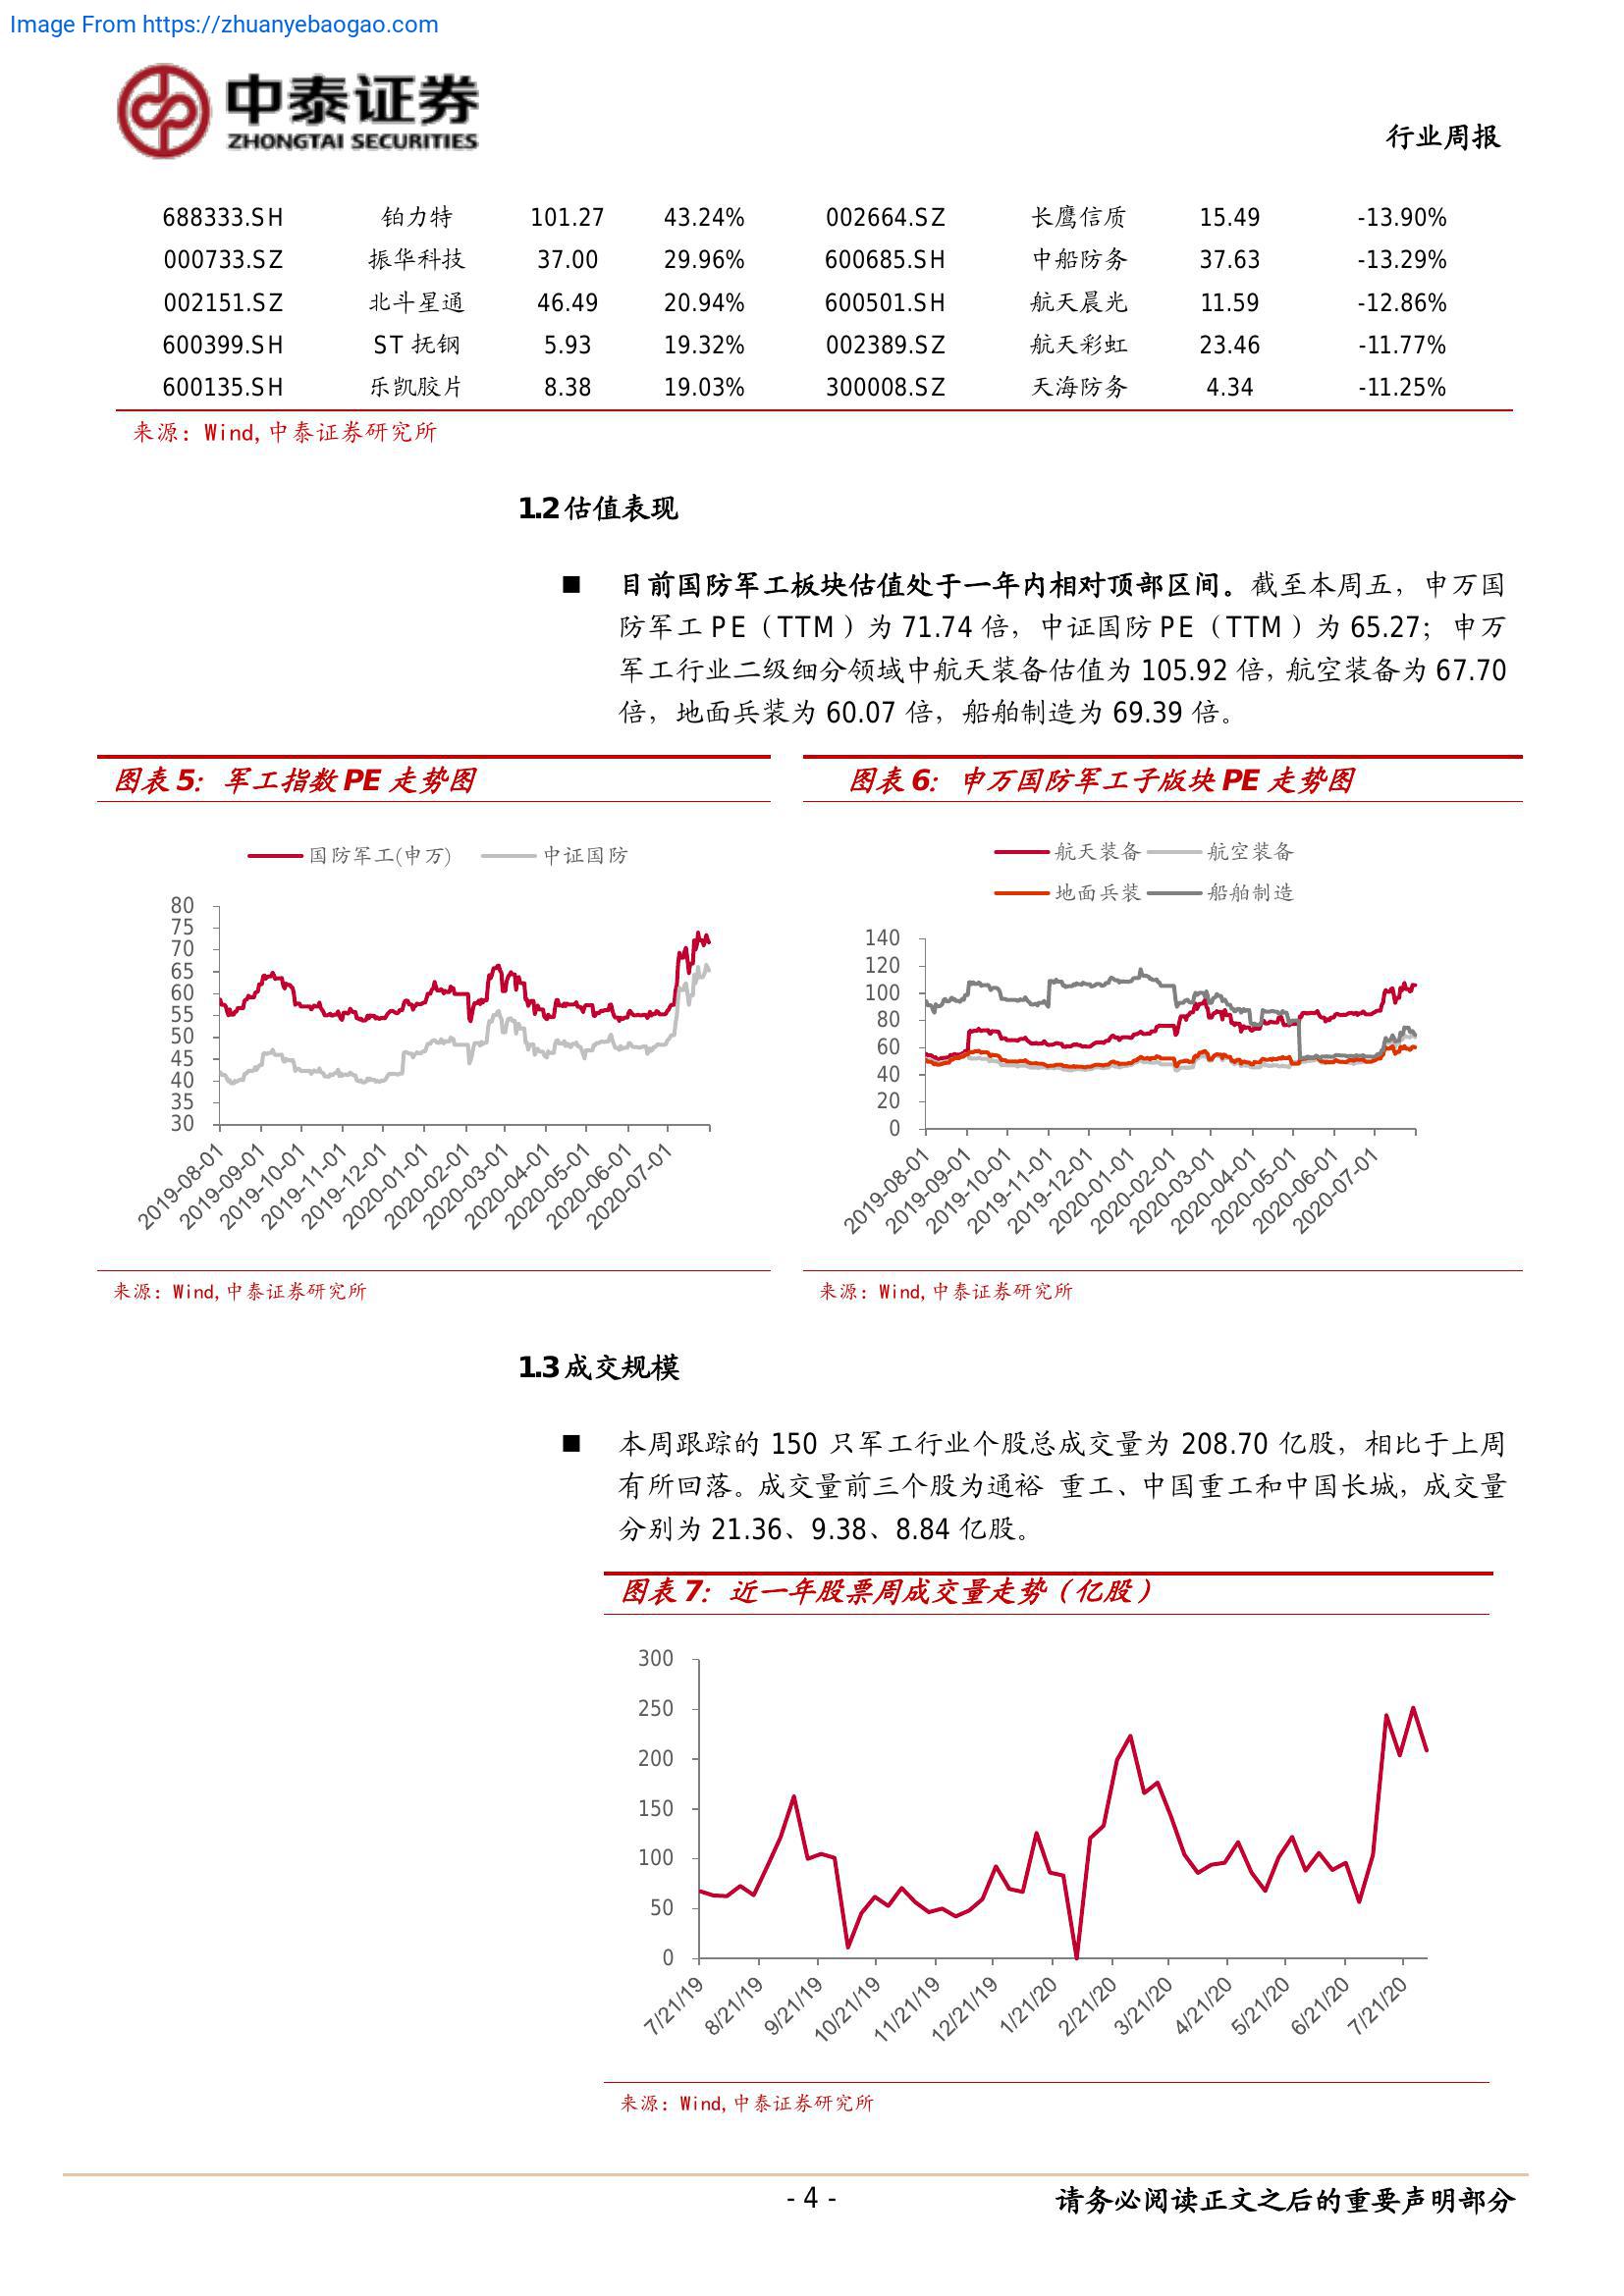 Image From https://zhuanyebaogao.com
中泰证券
ZHONGTAI SECURITIES
行业周报
688333.SH 铂力特 101.27 43.24% 002664.SZ 长鹰信质 15.49 -13.90%
000733.SZ 振华科技 37.00 29.96% 600685.SH 中船防务 37.63 -13.29%
002151.SZ 北斗星通 46.49 20.94% 600501.SH 航天晨光 11.59 -12.86%
600399.SH ST 抚钢 5.93 19.32% 002389.SZ 航天彩虹 23.46 -11.77%
600135.SH 乐凯胶片 8.38 19.03% 300008.SZ 天海防务 4.34 -11.25%
来源：Wind,中泰证券研究所
1.2 估值表现
■ 目前国防军工板块估值处于一年内相对顶部区间。截至本周五，申万国
防军工 PE（TTM）为 71.74 倍，中证国防 PE（TTM）为 65.27；申万
军工行业二级细分领域中航天装备估值为 105.92 倍，航空装备为 67.70
倍，地面兵装为 60.07 倍，船舶制造为 69.39 倍。
图表 5：军工指数 PE 走势图
国防军工(申万) 中证国防
80
75
70
65
60
55
50
45
40
35
30
2019-08-01 2019-09-01 2019-10-01 2019-11-01 2019-12-01 2020-01-01 2020-02-01 2020-03-01 2020-04-01 2020-05-01 2020-06-01 2020-07-01
来源：Wind,中泰证券研究所
图表 6：申万国防军工子版块 PE 走势图
航天装备 航空装备
地面兵装 船舶制造
140
120
100
80
60
40
20
0
2019-08-01 2019-09-01 2019-10-01 2019-11-01 2019-12-01 2020-01-01 2020-02-01 2020-03-01 2020-04-01 2020-05-01 2020-06-01 2020-07-01
来源：Wind,中泰证券研究所
1.3 成交规模
■ 本周跟踪的 150 只军工行业个股总成交量为 208.70 亿股，相比于上周
有所回落。成交量前三个股为通裕 重工、中国重工和中国长城，成交量
分别为 21.36、9.38、8.84 亿股。
图表 7：近一年股票周成交量走势（亿股）
300
250
200
150
100
50
0
7/21/19 8/21/19 9/21/19 10/21/19 11/21/19 12/21/19 1/21/20 2/21/20 3/21/20 4/21/20 5/21/20 6/21/20 7/21/20
来源：Wind,中泰证券研究所
- 4 -
请务必阅读正文之后的重要声明部分